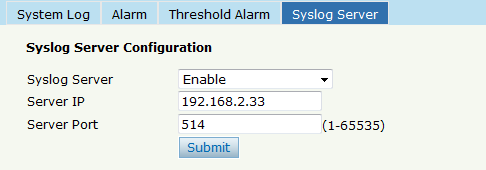 System Log Alarm Threshold Alarm Syslog Server
Syslog Server Configuration
Syslog Server Enable
Server IP 192.168.2.33
Server Port 514 (1-65535)
Submit